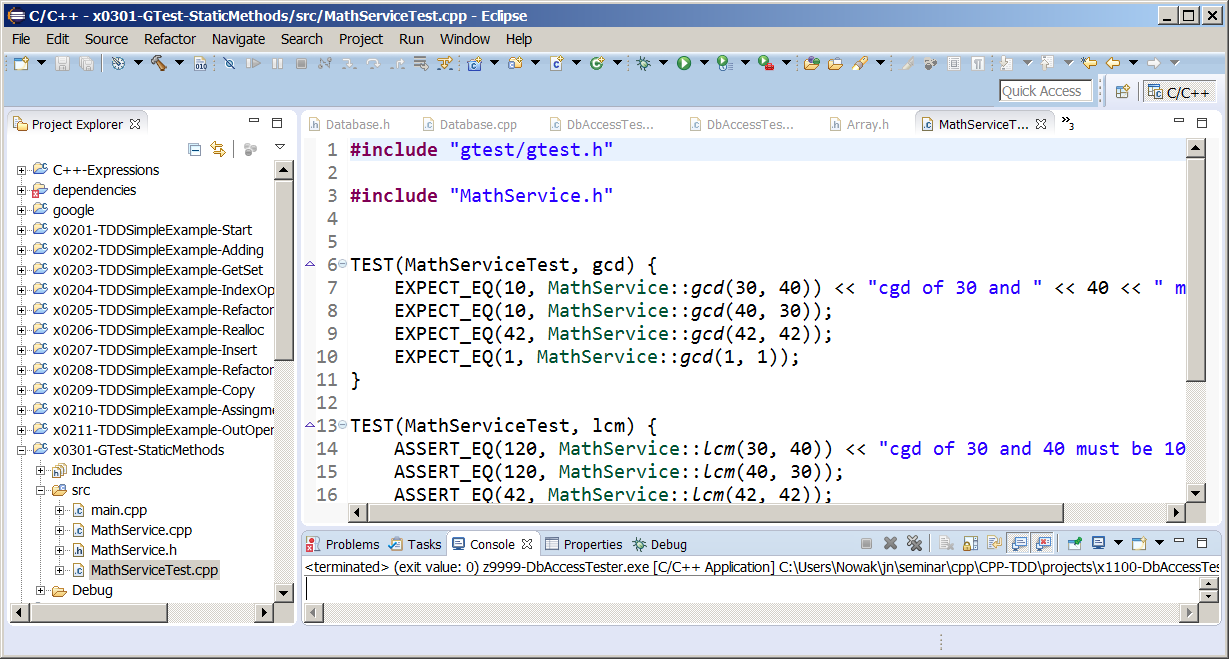 C/C++ - x0301-GTest-StaticMethods/src/MathServiceTest.cpp - Eclipse
File Edit Source Refactor Navigate Search Project Run Window Help
Quick Access
C/C++
Project Explorer
C++-Expressions
dependencies
google
x0201-TDDSimpleExample-Start
x0202-TDDSimpleExample-Adding
x0203-TDDSimpleExample-GetSet
x0204-TDDSimpleExample-IndexOp
x0205-TDDSimpleExample-Refactor
x0206-TDDSimpleExample-Realloc
x0207-TDDSimpleExample-Insert
x0208-TDDSimpleExample-Refactor
x0209-TDDSimpleExample-Copy
x0210-TDDSimpleExample-Assingme
x0211-TDDSimpleExample-OutOper
x0301-GTest-StaticMethods
Includes
src
main.cpp
MathService.cpp
MathService.h
MathServiceTest.cpp
Debug
Database.h Database.cpp DbAccessTes... DbAccessTes... Array.h MathServiceT... »3
1 #include "gtest/gtest.h"
2
3 #include "MathService.h"
4
5
6 TEST(MathServiceTest, gcd) {
7 EXPECT_EQ(10, MathService::gcd(30, 40)) << "cgd of 30 and " << 40 << " m
8 EXPECT_EQ(10, MathService::gcd(40, 30));
9 EXPECT_EQ(42, MathService::gcd(42, 42));
10 EXPECT_EQ(1, MathService::gcd(1, 1));
11 }
12
13 TEST(MathServiceTest, lcm) {
14 ASSERT_EQ(120, MathService::lcm(30, 40)) << "cgd of 30 and 40 must be 10
15 ASSERT_EQ(120, MathService::lcm(40, 30));
16 ASSERT_EQ(42, MathService::lcm(42, 42));
Problems Tasks Console Properties Debug
<terminated> (exit value: 0) z9999-DbAccessTester.exe [C/C++ Application] C:\Users\Nowak\jn\seminar\cpp\CPP-TDD\projects\x1100-DbAccessTes